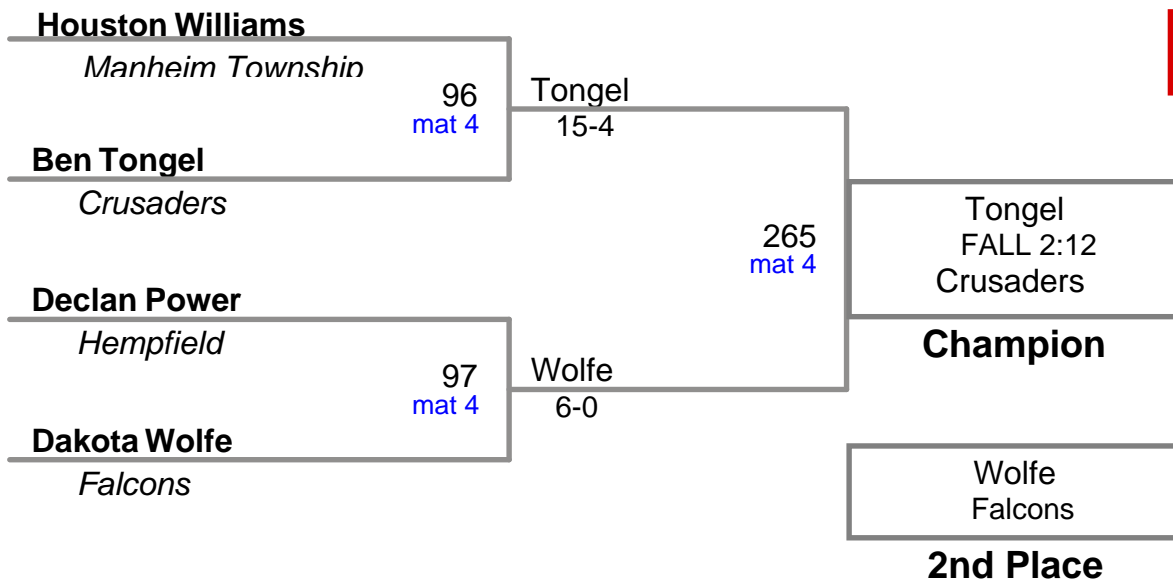 Houston Williams
Manheim Township
96
mat 4
Tongel
15-4
Ben Tongel
Crusaders
265
mat 4
Tongel
FALL 2:12
Crusaders
Champion
Declan Power
Hempfield
97
mat 4
Wolfe
6-0
Dakota Wolfe
Falcons
Wolfe
Falcons
2nd Place